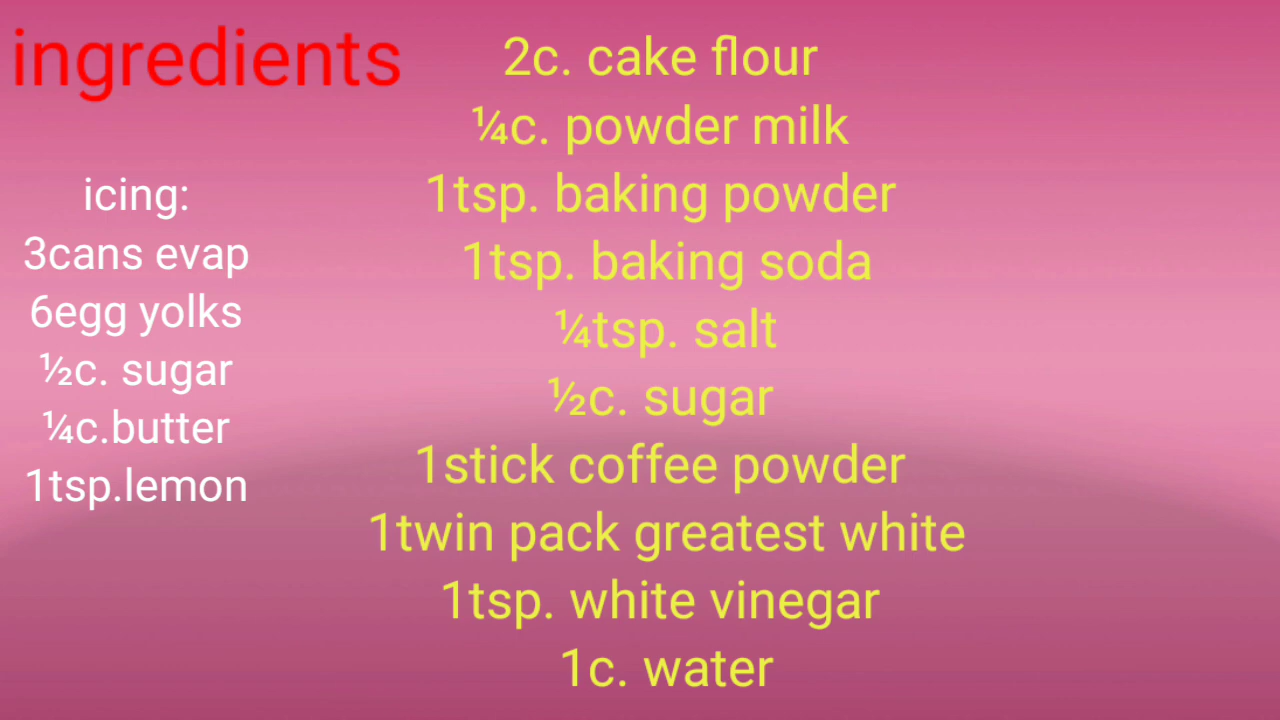 ingredients
icing:
3cans evap
6egg yolks
½c. sugar
¼c.butter
1tsp.lemon
2c. cake flour
¼c. powder milk
1tsp. baking powder
1tsp. baking soda
¼tsp. salt
½c. sugar
1stick coffee powder
1twin pack greatest white
1tsp. white vinegar
1c. water